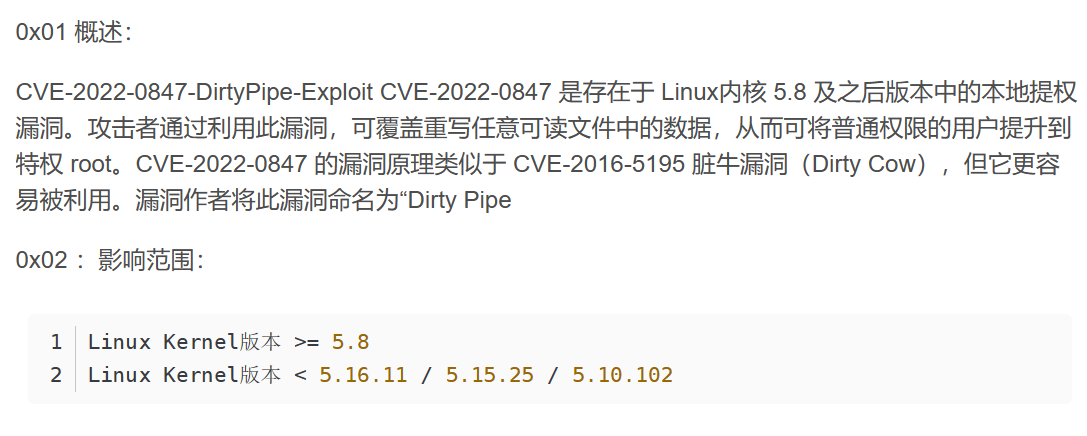 0x01 概述：
CVE-2022-0847-DirtyPipe-Exploit CVE-2022-0847 是存在于 Linux内核 5.8 及之后版本中的本地提权
漏洞。攻击者通过利用此漏洞，可覆盖重写任意可读文件中的数据，从而可将普通权限的用户提升到
特权 root。CVE-2022-0847 的漏洞原理类似于 CVE-2016-5195 脏牛漏洞（Dirty Cow），但它更容
易被利用。漏洞作者将此漏洞命名为“Dirty Pipe
0x02 ：影响范围：
1 Linux Kernel版本 >= 5.8
2 Linux Kernel版本 < 5.16.11 / 5.15.25 / 5.10.102